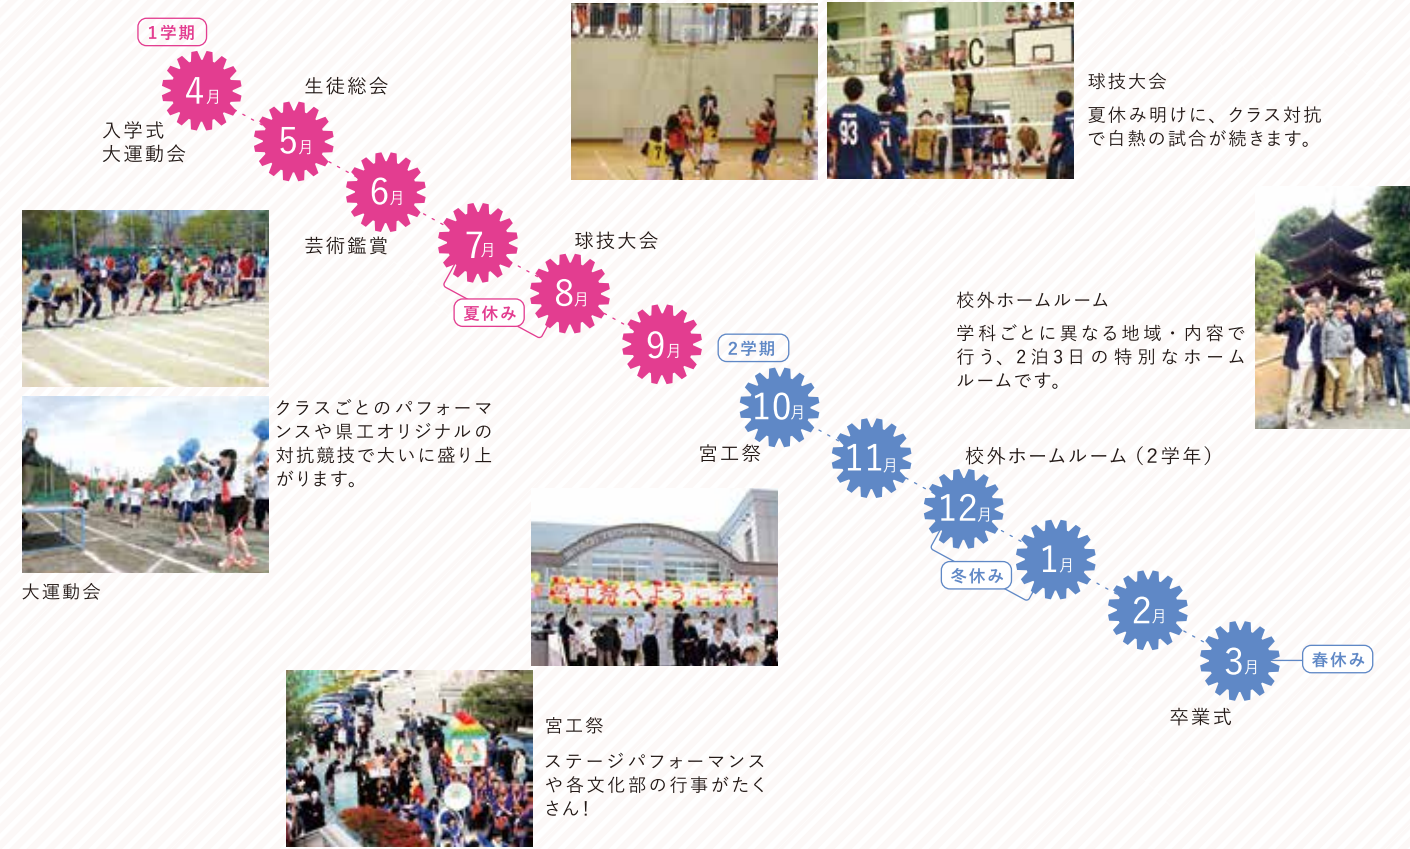 1学期
4月
入学式
大運動会
5月
生徒総会
6月
芸術鑑賞
7月
夏休み
8月
球技大会
9月
2学期
10月
宮工祭
11月
12月
校外ホームルーム（2学年）
冬休み
1月
2月
3月
春休み
卒業式
クラスごとのパフォーマ
ンスや県工オリジナルの
対抗競技で大いに盛り上
がります。
大運動会
球技大会
夏休み明けに、クラス対抗
で白熱の試合が続きます。
93
7
C
1
校外ホームルーム
学科ごとに異なる地域・内容で
行う、2泊3日の特別なホーム
ルームです。
宮工祭へようこそ!
宮工祭
ステージパフォーマンス
や各文化部の行事がたく
さん!